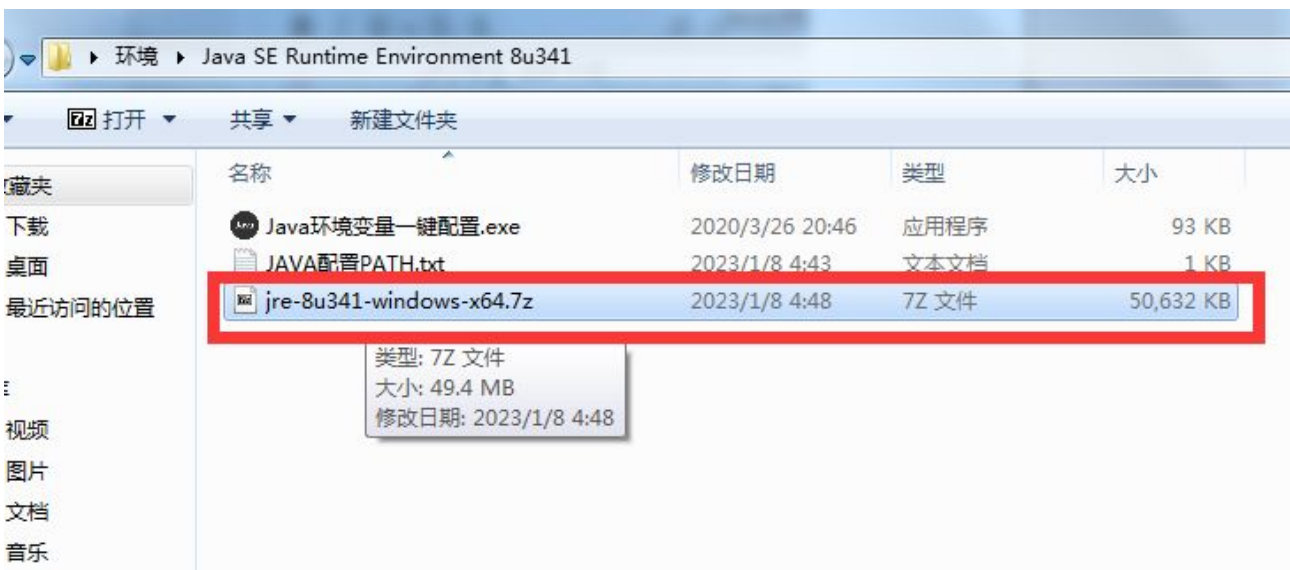 环境 Java SE Runtime Environment 8u341
打开 共享 新建文件夹
名称 修改日期 类型 大小
藏夹
下载
桌面
最近访问的位置
视频
图片
文档
音乐
Java环境变量一键配置.exe 2020/3/26 20:46 应用程序 93 KB
JAVA配置PATH.txt 2023/1/8 4:43 文本文档 1 KB
jre-8u341-windows-x64.7z 2023/1/8 4:48 7Z 文件 50,632 KB
类型: 7Z 文件
大小: 49.4 MB
修改日期: 2023/1/8 4:48